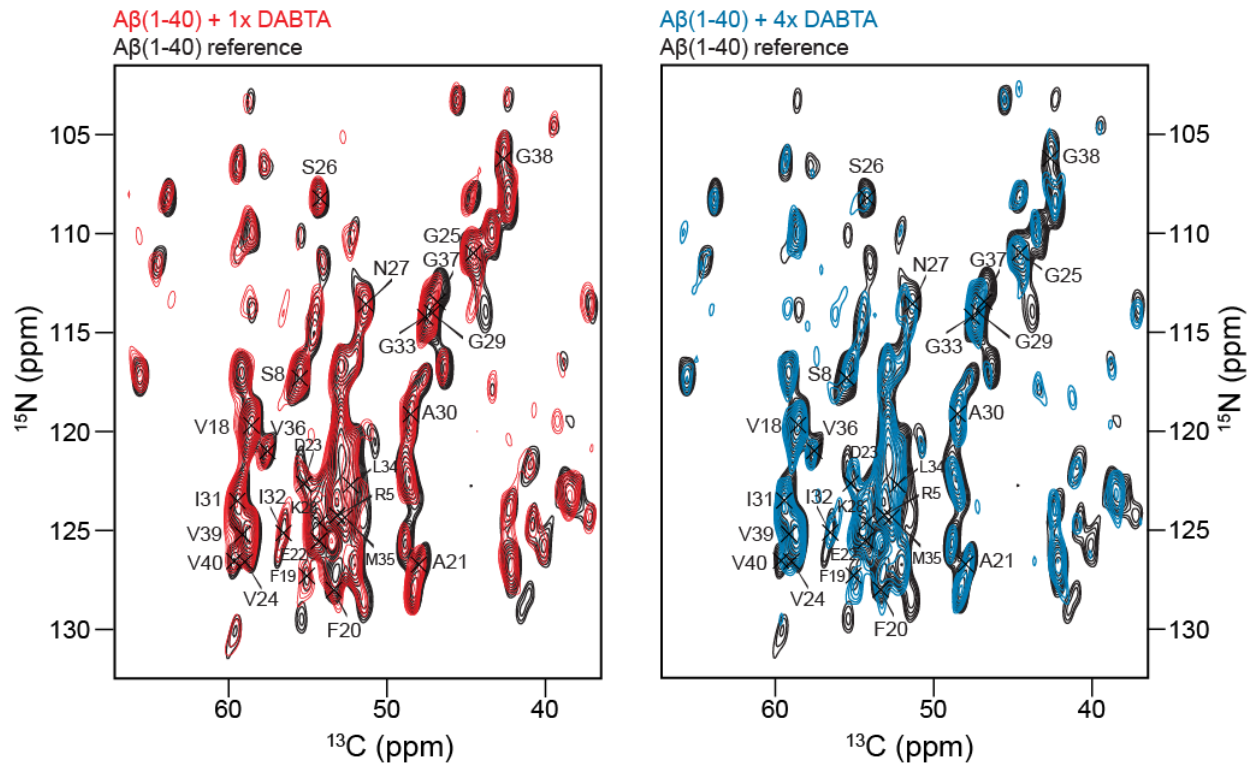 Aβ(1-40) + 1x DABTA
Aβ(1-40) reference
105
110
115
120
125
130
15N (ppm)
60
50
40
13C (ppm)
G38
S26
G25
G37
N27
G33
G29
S8
A30
V18
V36
D23
L34
I31
I32
K28
R5
V39
E22
M35
V40
F19
A21
V24
F20
Aβ(1-40) + 4x DABTA
Aβ(1-40) reference
105
110
115
120
125
130
15N (ppm)
60
50
40
13C (ppm)
G38
S26
G37
G25
N27
G33
G29
S8
A30
V18
V36
D23
L34
I31
I32
K28
R5
V39
E22
M35
V40
F19
A21
V24
F20